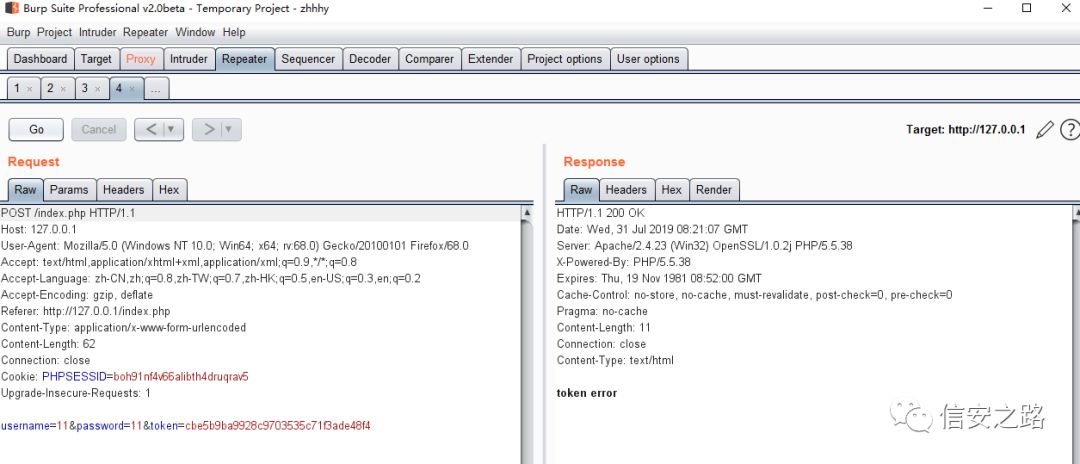 Burp Suite Professional v2.0beta - Temporary Project - zhhhy
Burp Project Intruder Repeater Window Help
Dashboard Target Proxy Intruder Repeater Sequencer Decoder Comparer Extender Project options User options
1 × 2 × 3 × 4 × ...
Go Cancel < > Target: http://127.0.0.1 ?
Request
Raw Params Headers Hex
POST /index.php HTTP/1.1
Host: 127.0.0.1
User-Agent: Mozilla/5.0 (Windows NT 10.0; Win64; x64; rv:68.0) Gecko/20100101 Firefox/68.0
Accept: text/html,application/xhtml+xml,application/xml;q=0.9,*/*;q=0.8
Accept-Language: zh-CN,zh;q=0.8,zh-TW;q=0.7,zh-HK;q=0.5,en-US;q=0.3,en;q=0.2
Accept-Encoding: gzip, deflate
Referer: http://127.0.0.1/index.php
Content-Type: application/x-www-form-urlencoded
Content-Length: 62
Connection: close
Cookie: PHPSESSID=boh91nf4v66alibth4druqrav5
Upgrade-Insecure-Requests: 1
username=11&password=11&token=cbe5b9ba9928c9703535c71f3ade48f4
Response
Raw Headers Hex Render
HTTP/1.1 200 OK
Date: Wed, 31 Jul 2019 08:21:07 GMT
Server: Apache/2.4.23 (Win32) OpenSSL/1.0.2j PHP/5.5.38
X-Powered-By: PHP/5.5.38
Expires: Thu, 19 Nov 1981 08:52:00 GMT
Cache-Control: no-store, no-cache, must-revalidate, post-check=0, pre-check=0
Pragma: no-cache
Content-Length: 11
Connection: close
Content-Type: text/html
token error
信安之路